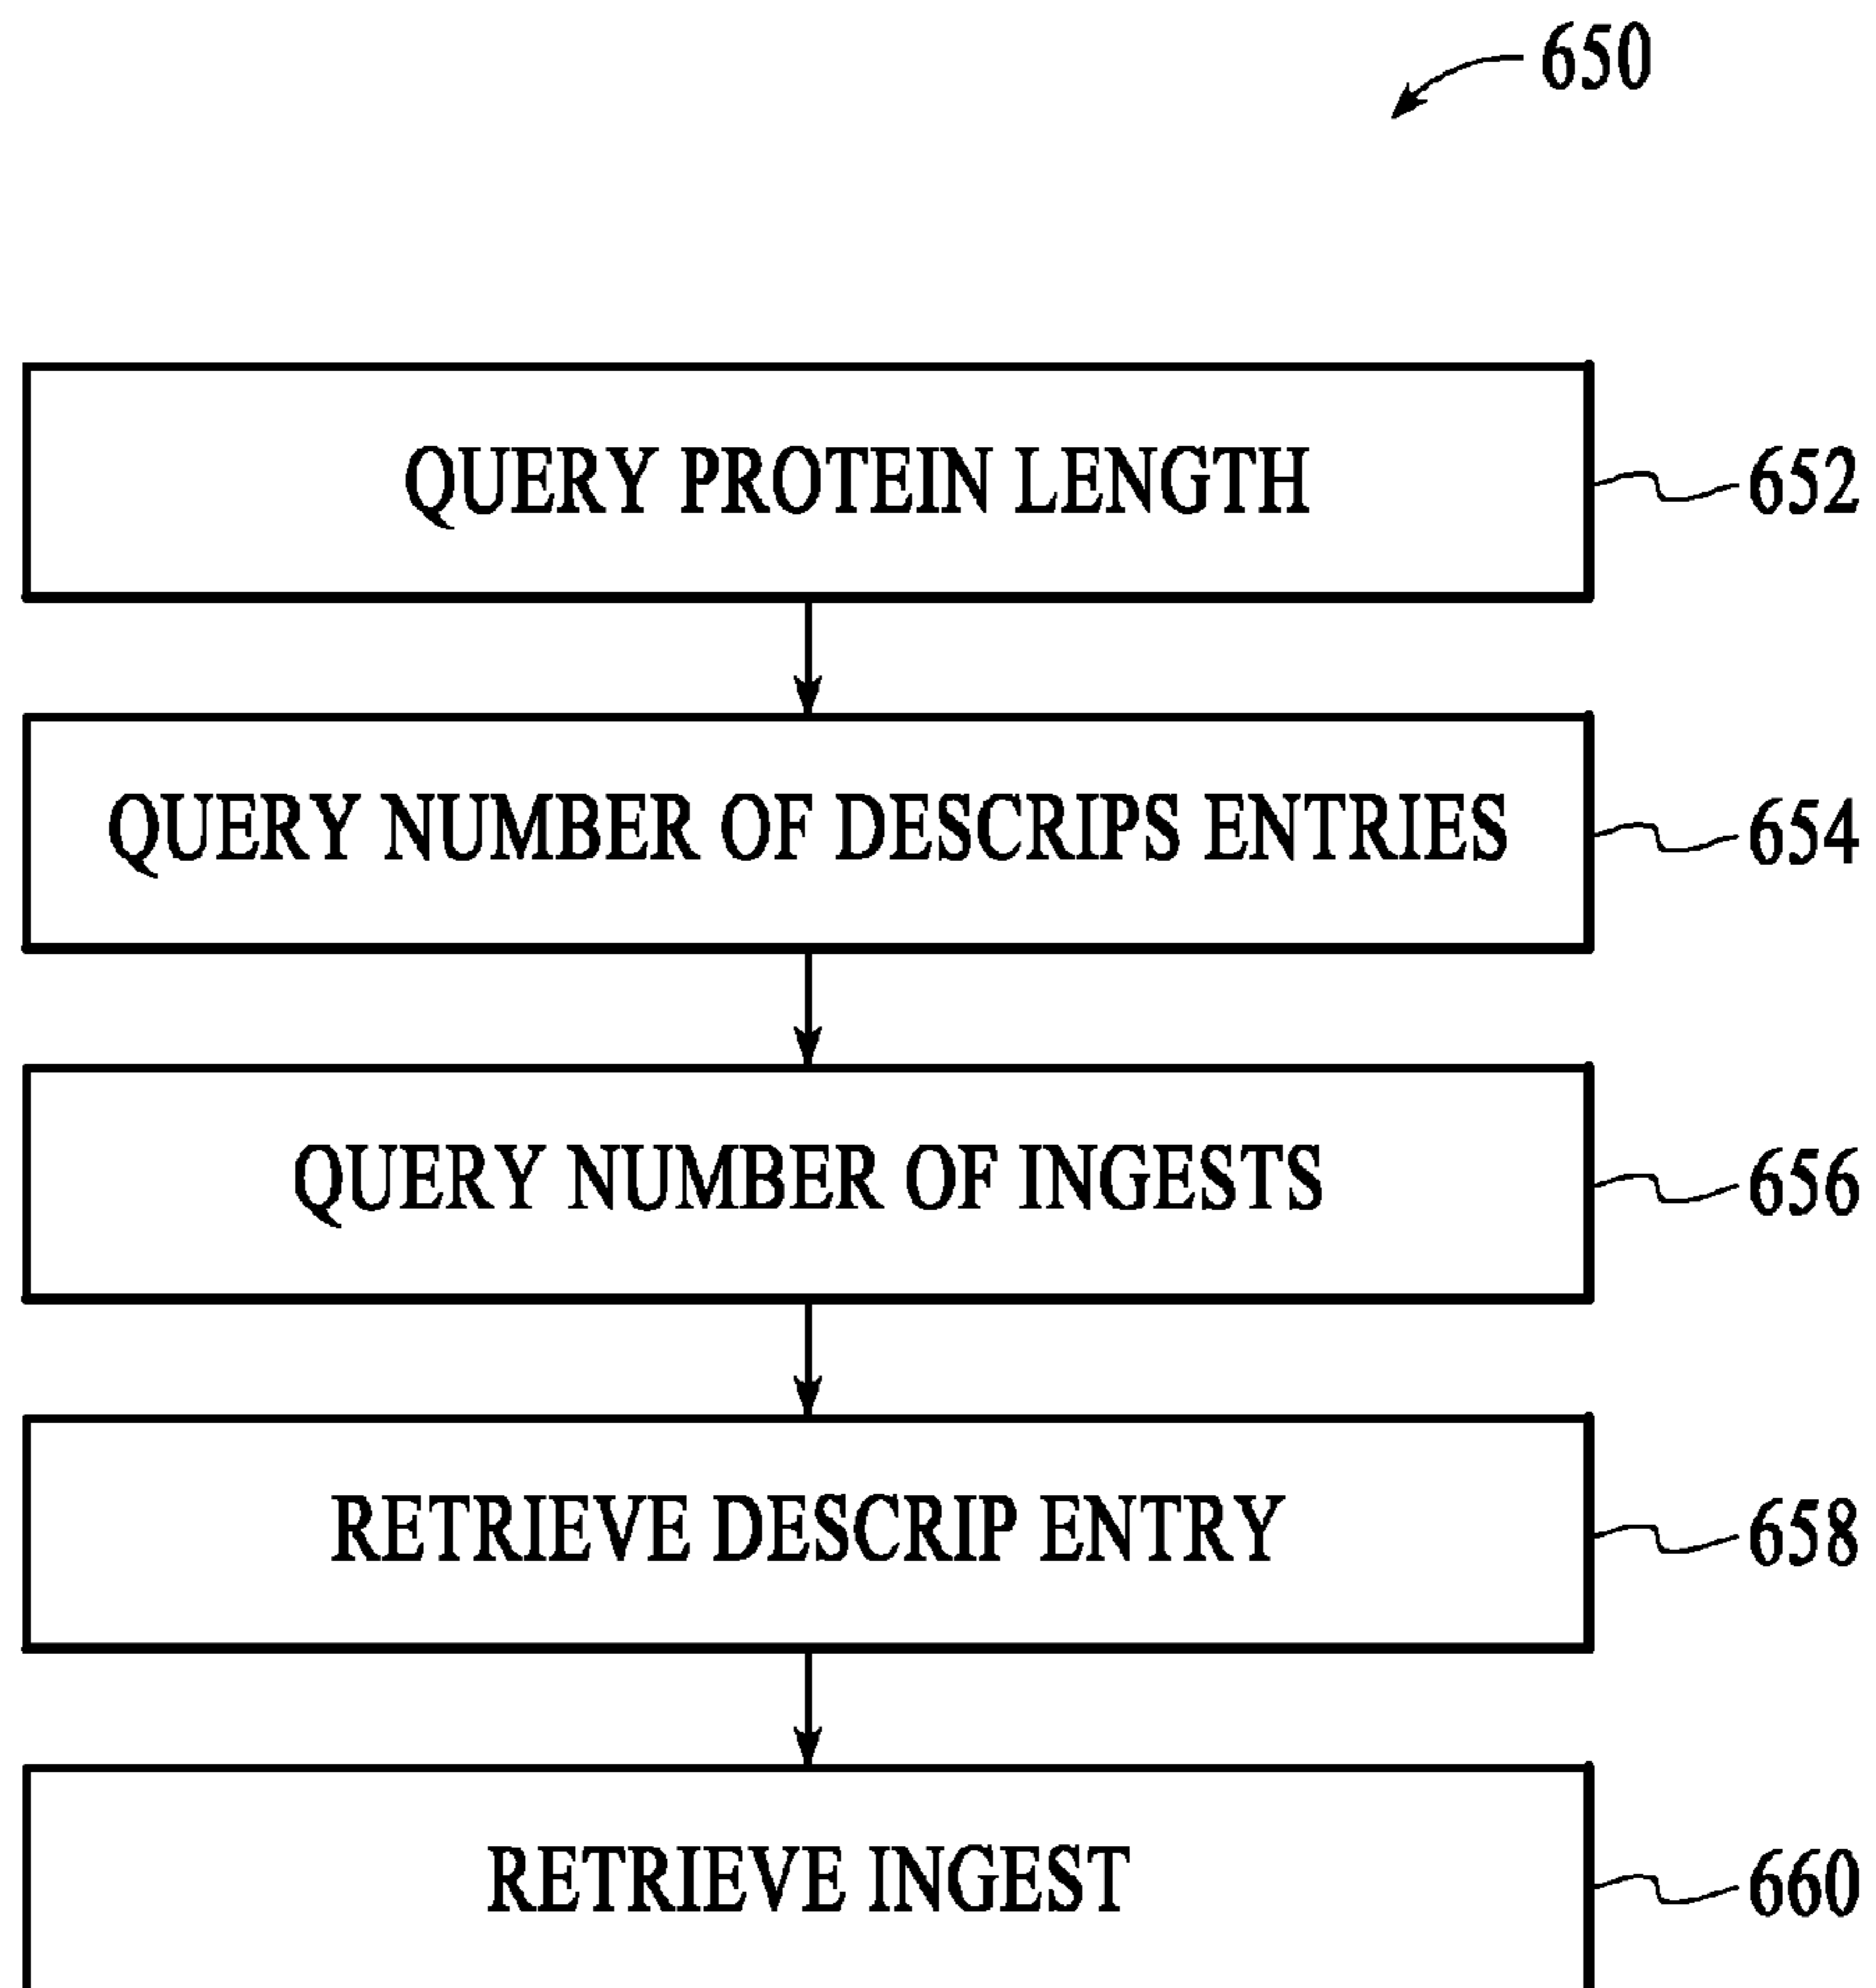 650
QUERY PROTEIN LENGTH
652
QUERY NUMBER OF DESCRIPS ENTRIES
654
QUERY NUMBER OF INGESTS
656
RETRIEVE DESCRIP ENTRY
658
RETRIEVE INGEST
660